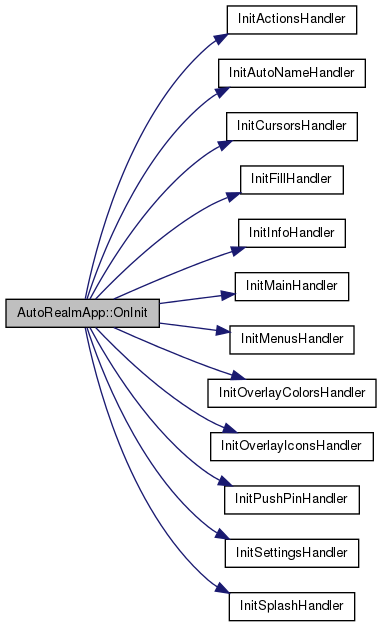 InitActionsHandler
InitAutoNameHandler
InitCursorsHandler
InitFillHandler
InitInfoHandler
InitMainHandler
AutoRealmApp::OnInit
InitMenusHandler
InitOverlayColorsHandler
InitOverlayIconsHandler
InitPushPinHandler
InitSettingsHandler
InitSplashHandler